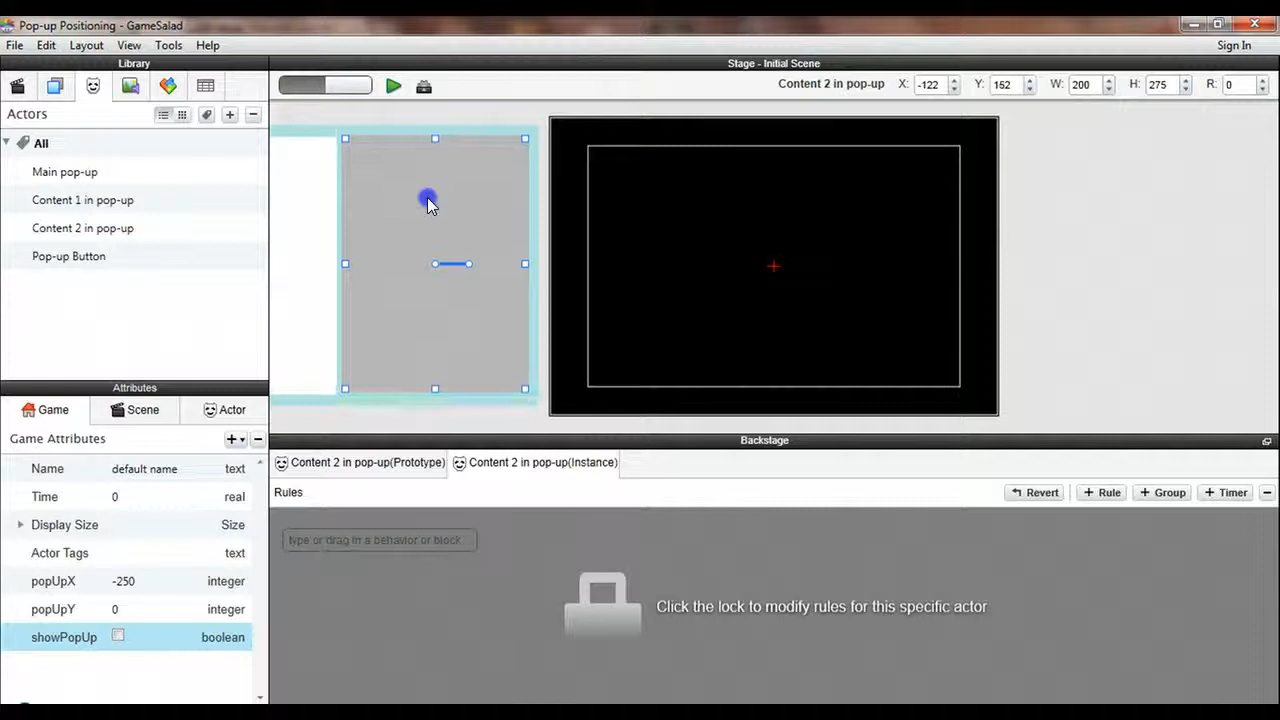 Pop-up Positioning - GameSalad
File Edit Layout View Tools Help Sign In
Library
Stage - Initial Scene
Content 2 in pop-up X: -122 Y: 152 W: 200 H: 275 R: 0
Actors
All
Main pop-up
Content 1 in pop-up
Content 2 in pop-up
Pop-up Button
Attributes
Game Scene Actor
Game Attributes
Name default name text
Time 0 real
Display Size Size
Actor Tags text
popUpX -250 integer
popUpY 0 integer
showPopUp boolean
Backstage
Content 2 in pop-up(Prototype) Content 2 in pop-up(Instance)
Rules Revert + Rule + Group + Timer
type or drag in a behavior or block...
Click the lock to modify rules for this specific actor